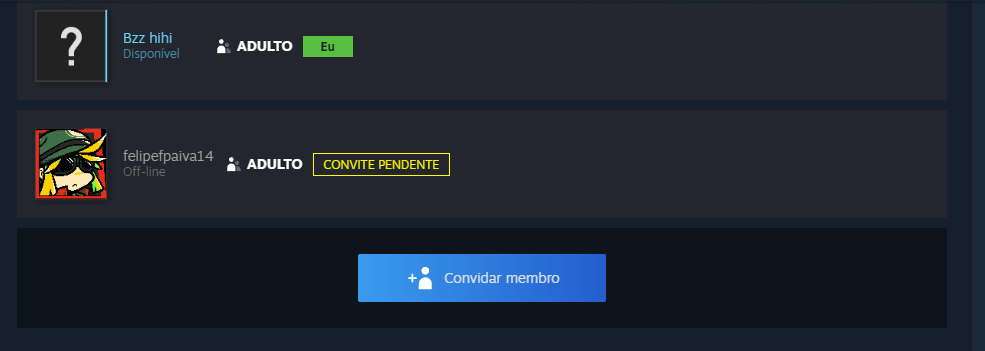 Bzz hihi
Disponível
ADULTO
Eu
felipefpaiva14
Off-line
ADULTO
CONVITE PENDENTE
Convidar membro